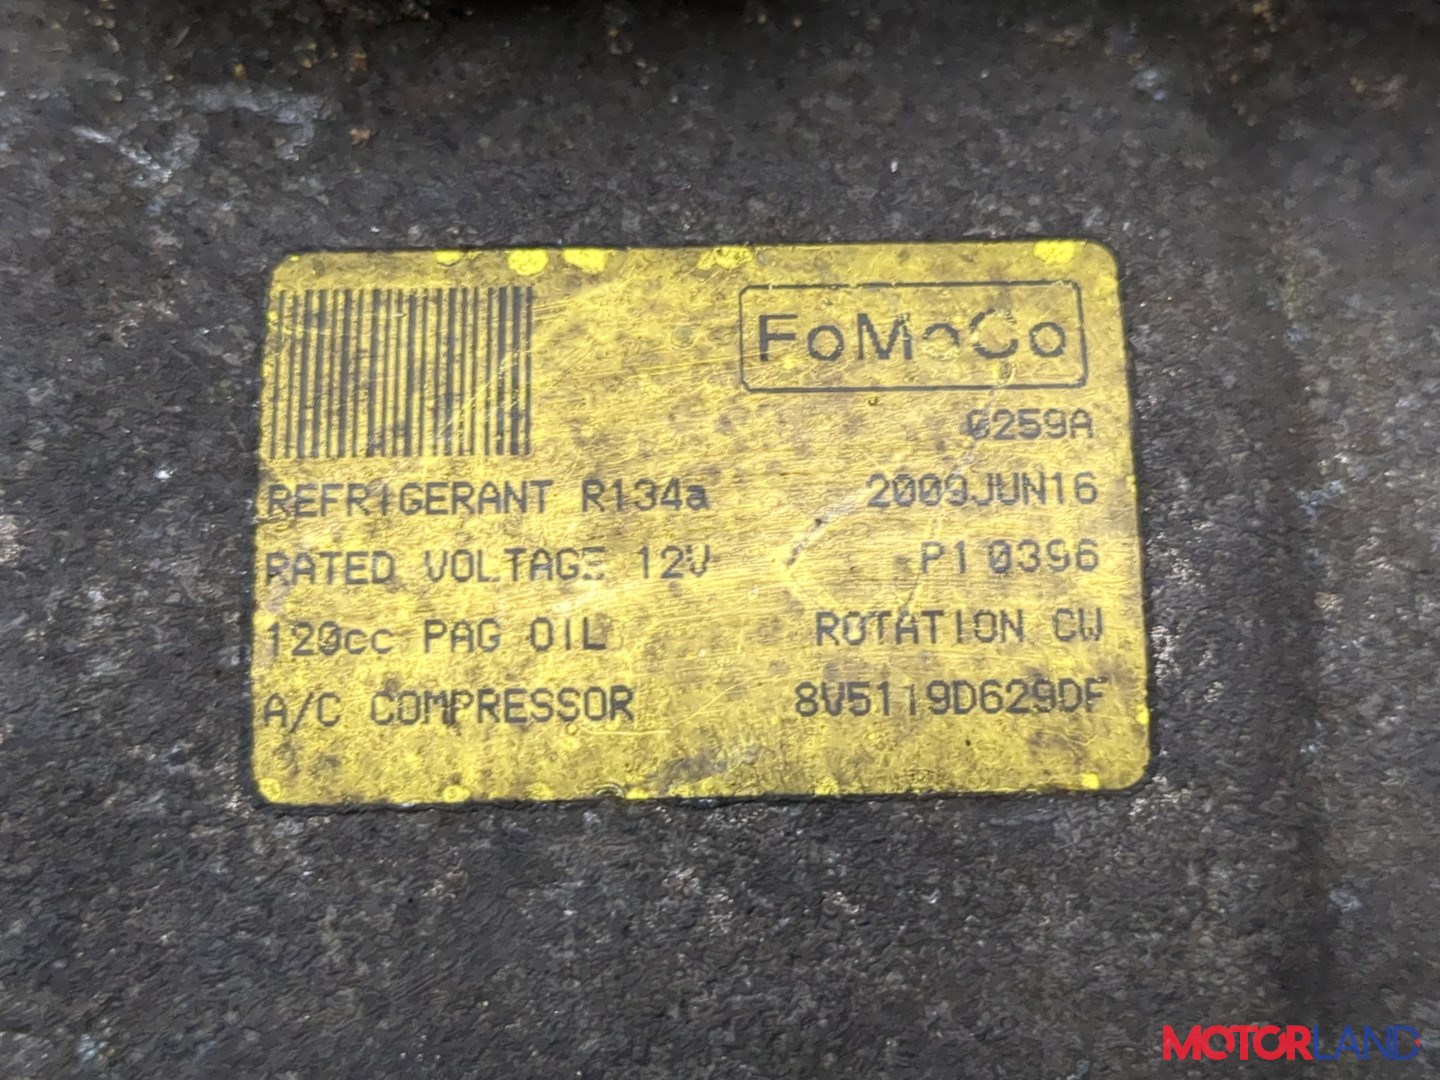 FoMoCo
0259A
REFRIGERANT R134a 2009JUN16
RATED VOLTAGE 12V P1 0396
120cc PAG OIL ROTATION CW
A/C COMPRESSOR 8V5119D629DF
MOTORLAND